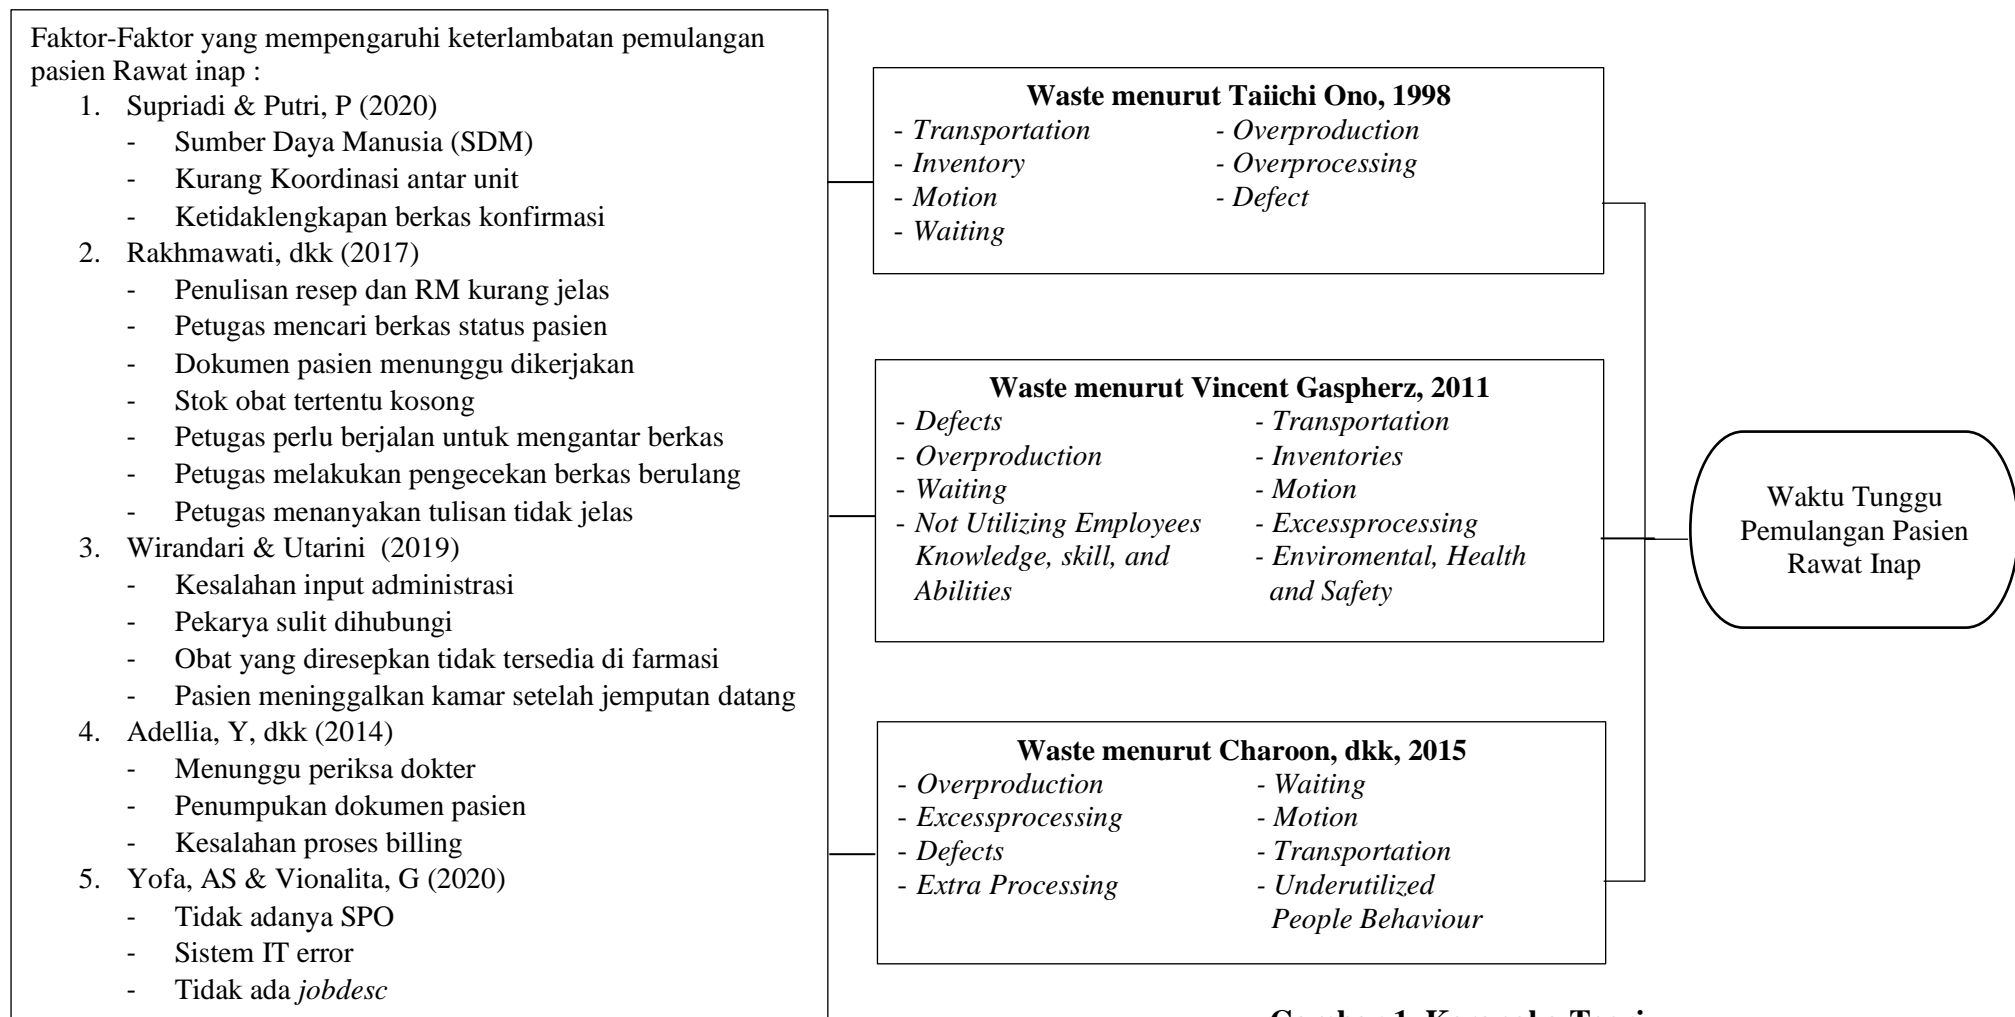 Faktor-Faktor yang mempengaruhi keterlambatan pemulangan
pasien Rawat inap :
1. Supriadi & Putri, P (2020)
- Sumber Daya Manusia (SDM)
- Kurang Koordinasi antar unit
- Ketidaklengkapan berkas konfirmasi
2. Rakhmawati, dkk (2017)
- Penulisan resep dan RM kurang jelas
- Petugas mencari berkas status pasien
- Dokumen pasien menunggu dikerjakan
- Stok obat tertentu kosong
- Petugas perlu berjalan untuk mengantar berkas
- Petugas melakukan pengecekan berkas berulang
- Petugas menanyakan tulisan tidak jelas
3. Wirandari & Utarini (2019)
- Kesalahan input administrasi
- Pekarya sulit dihubungi
- Obat yang diresepkan tidak tersedia di farmasi
- Pasien meninggalkan kamar setelah jemputan datang
4. Adellia, Y, dkk (2014)
- Menunggu periksa dokter
- Penumpukan dokumen pasien
- Kesalahan proses billing
5. Yofa, AS & Vionalita, G (2020)
- Tidak adanya SPO
- Sistem IT error
- Tidak ada jobdesc
Waste menurut Taiichi Ono, 1998
- Transportation
- Inventory
- Motion
- Waiting
- Overproduction
- Overprocessing
- Defect
Waste menurut Vincent Gaspherz, 2011
- Defects
- Overproduction
- Waiting
- Not Utilizing Employees
Knowledge, skill, and
Abilities
- Transportation
- Inventories
- Motion
- Excessprocessing
- Enviromental, Health
and Safety
Waste menurut Charoon, dkk, 2015
- Overproduction
- Excessprocessing
- Defects
- Extra Processing
- Waiting
- Motion
- Transportation
- Underutilized
People Behaviour
Waktu Tunggu
Pemulangan Pasien
Rawat Inap
Gambar 1. Kerangka Teori